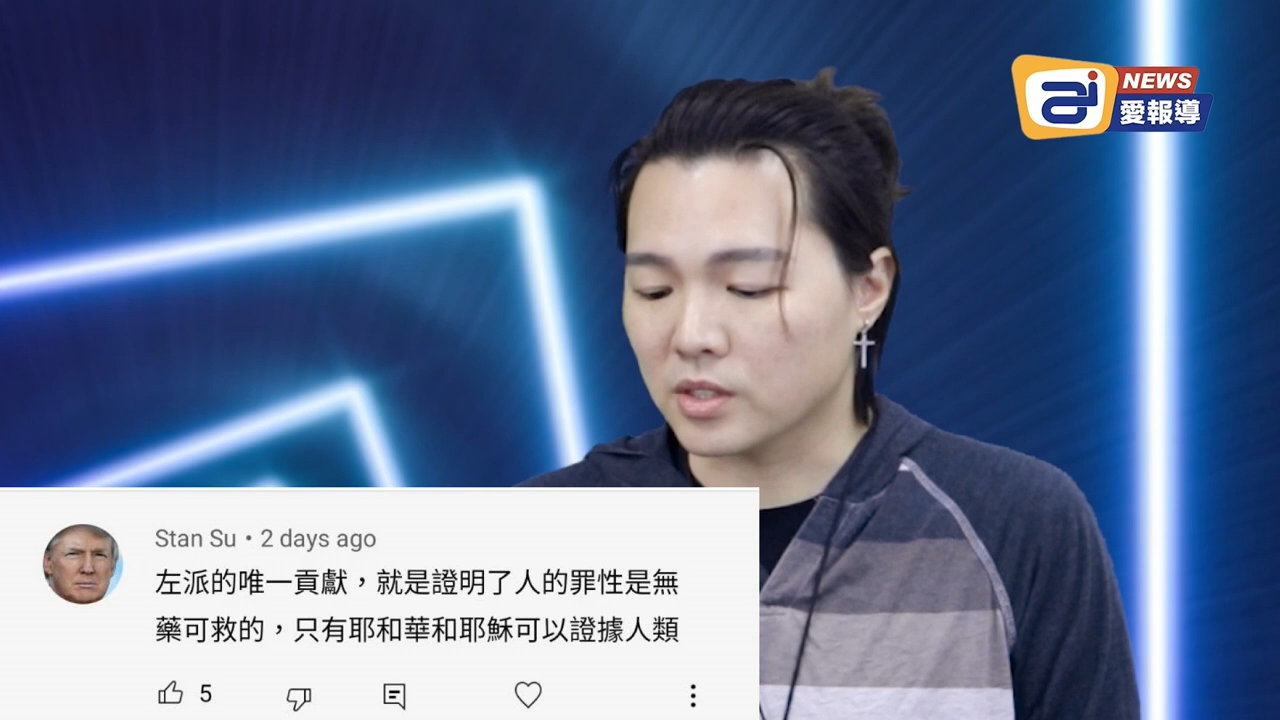 ai NEWS
愛報導
Stan Su • 2 days ago
左派的唯一貢獻，就是證明了人的罪性是無
藥可救的，只有耶和華和耶穌可以證據人類
5